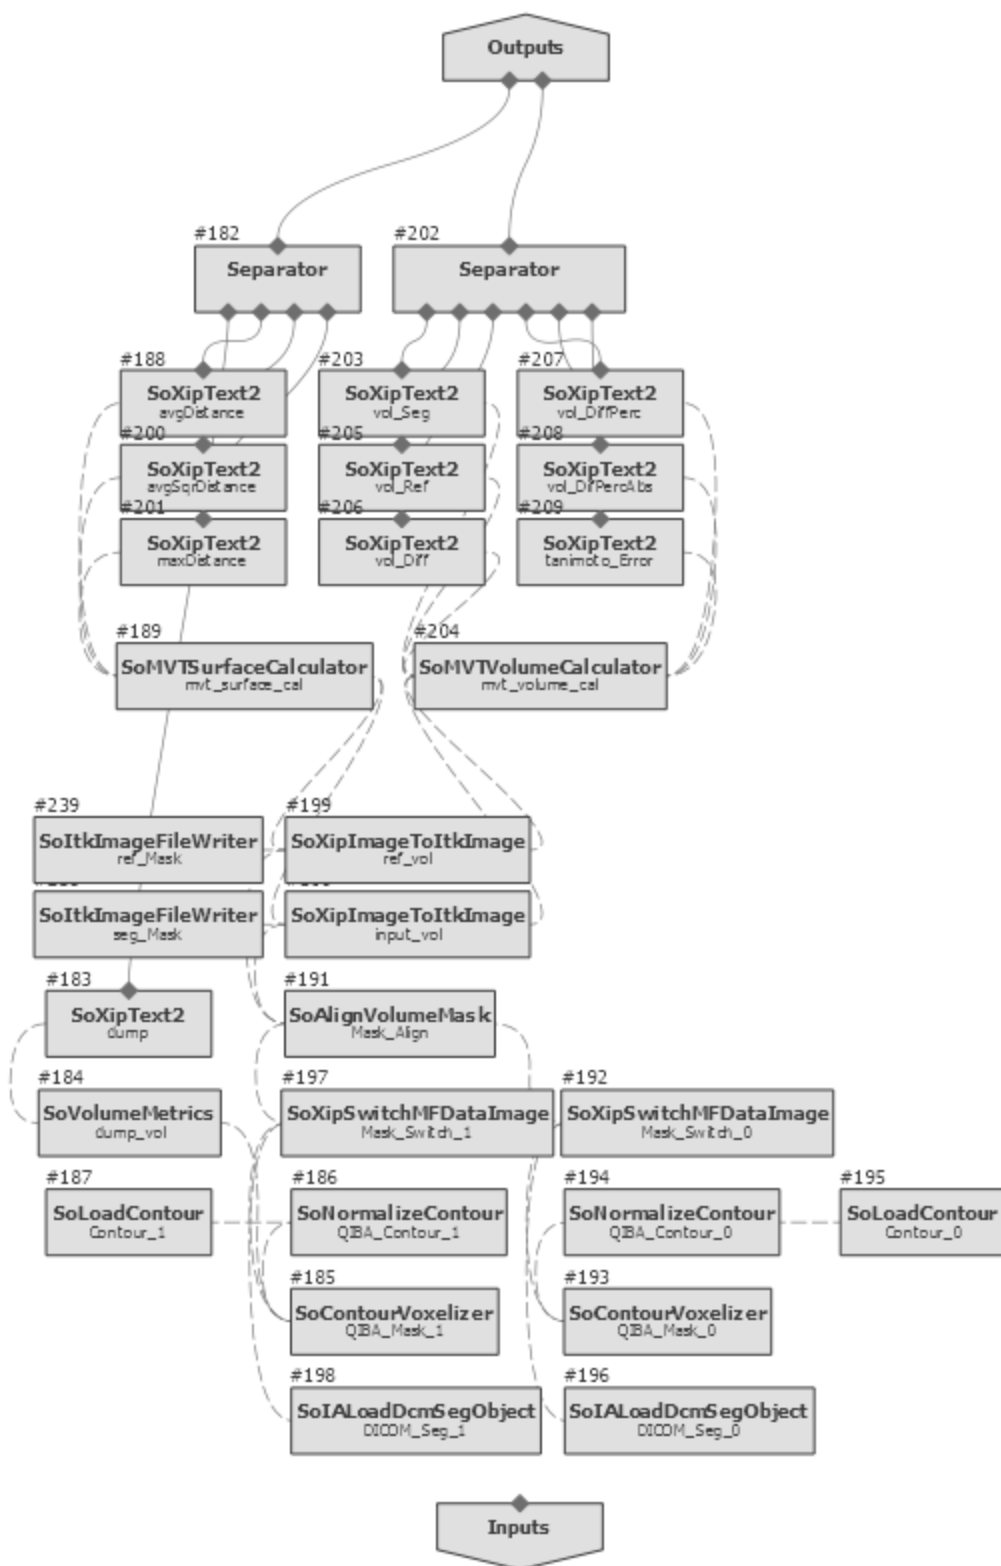 Outputs
#182
Separator
#202
Separator
#188
SoXipText2
avgDistance
#203
SoXipText2
vol_Seg
#207
SoXipText2
vol_DiffPerc
#200
SoXipText2
avgSqrDistance
#205
SoXipText2
vol_Ref
#208
SoXipText2
vol_DifPercAbs
#201
SoXipText2
maxDistance
#206
SoXipText2
vol_Diff
#209
SoXipText2
tanimoto_Error
#189
SoMVTSurfaceCalculator
mvt_surface_cal
#204
SoMVTVolumeCalculator
mvt_volume_cal
#239
SoItkImageFileWriter
ref_Mask
#199
SoXipImageToItkImage
ref_vol
SoItkImageFileWriter
seg_Mask
SoXipImageToItkImage
input_vol
#183
SoXipText2
dump
#191
SoAlignVolumeMask
Mask_Align
#184
SoVolumeMetrics
dump_vol
#197
SoXipSwitchMFDataImage
Mask_Switch_1
#192
SoXipSwitchMFDataImage
Mask_Switch_0
#187
SoLoadContour
Contour_1
#186
SoNormalizeContour
QIBA_Contour_1
#194
SoNormalizeContour
QIBA_Contour_0
#195
SoLoadContour
Contour_0
#185
SoContourVoxelizer
QIBA_Mask_1
#193
SoContourVoxelizer
QIBA_Mask_0
#198
SoIALoadDcmSegObject
DICOM_Seg_1
#196
SoIALoadDcmSegObject
DICOM_Seg_0
Inputs